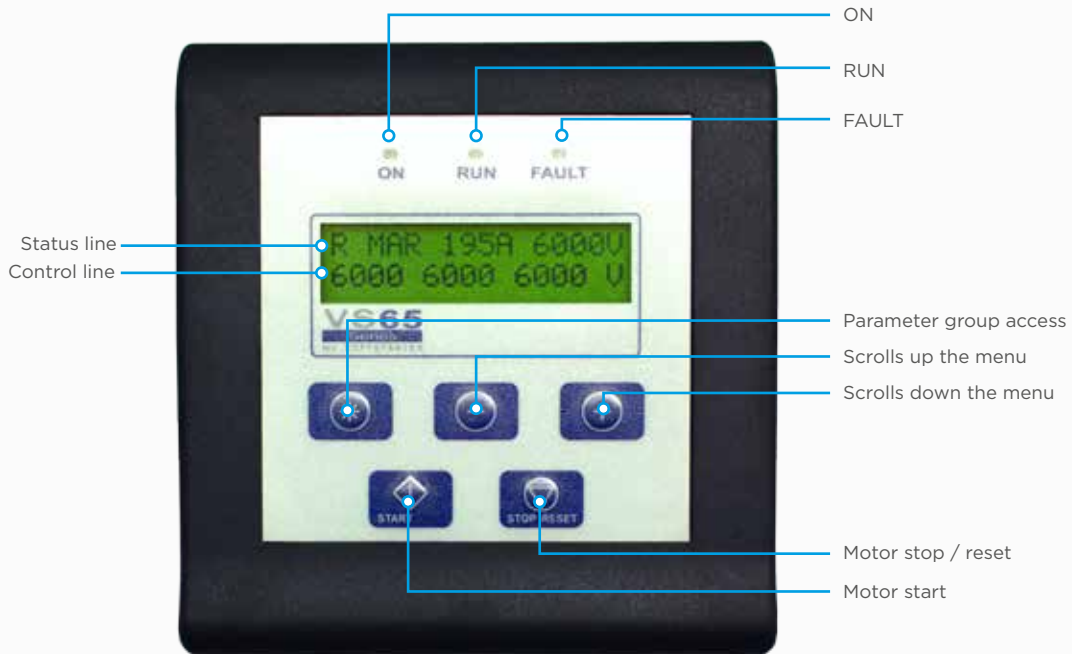 ON
RUN
FAULT
ON RUN FAULT
Status line
R MAR 195A 6000V
Control line
6000 6000 6000 V
VS65
Parameter group access
Scrolls up the menu
Scrolls down the menu
START
STOP/RESET
Motor stop / reset
Motor start